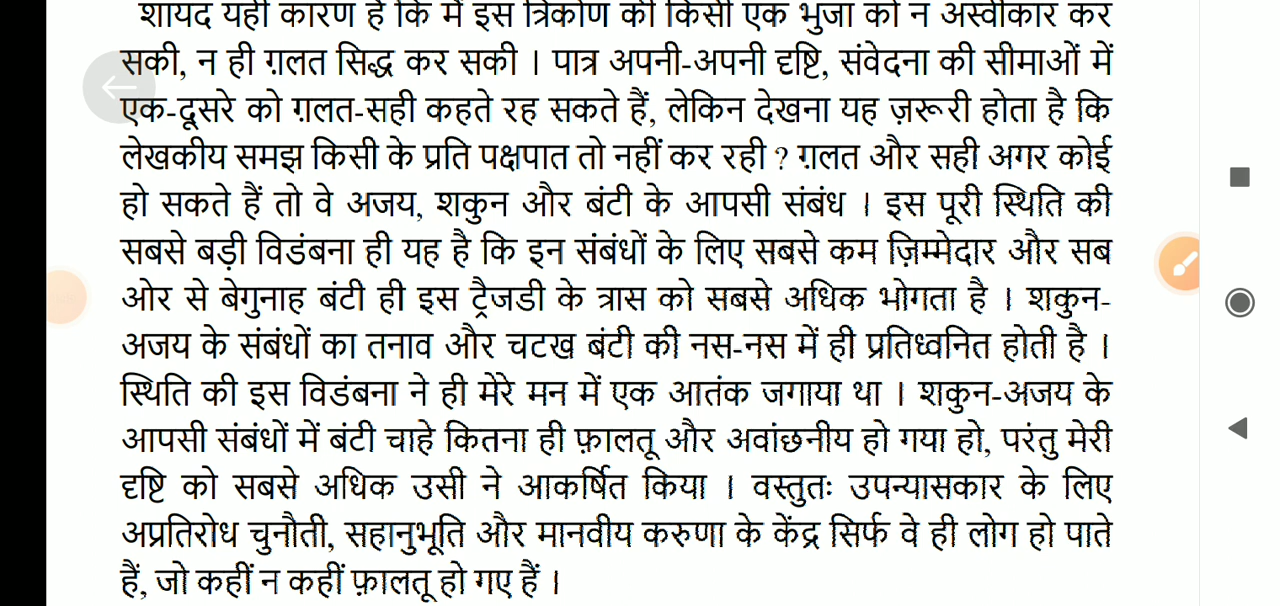 शायद यही कारण है कि मैं इस त्रिकोण की किसी एक भुजा को न अस्वीकार कर
सकी, न ही ग़लत सिद्ध कर सकी । पात्र अपनी-अपनी दृष्टि, संवेदना की सीमाओं में
एक-दूसरे को ग़लत-सही कहते रह सकते हैं, लेकिन देखना यह ज़रूरी होता है कि
लेखकीय समझ किसी के प्रति पक्षपात तो नहीं कर रही ? ग़लत और सही अगर कोई
हो सकते हैं तो वे अजय, शकुन और बंटी के आपसी संबंध । इस पूरी स्थिति की
सबसे बड़ी विडंबना ही यह है कि इन संबंधों के लिए सबसे कम ज़िम्मेदार और सब
ओर से बेगुनाह बंटी ही इस ट्रैजडी के त्रास को सबसे अधिक भोगता है । शकुन-
अजय के संबंधों का तनाव और चटख बंटी की नस-नस में ही प्रतिध्वनित होती है ।
स्थिति की इस विडंबना ने ही मेरे मन में एक आतंक जगाया था । शकुन-अजय के
आपसी संबंधों में बंटी चाहे कितना ही फ़ालतू और अवांछनीय हो गया हो, परंतु मेरी
दृष्टि को सबसे अधिक उसी ने आकर्षित किया । वस्तुतः उपन्यासकार के लिए
अप्रतिरोध चुनौती, सहानुभूति और मानवीय करुणा के केंद्र सिर्फ वे ही लोग हो पाते
हैं, जो कहीं न कहीं फ़ालतू हो गए हैं ।